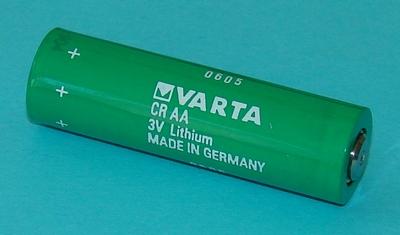 0605
VARTA
CR AA
3V Lithium
MADE IN GERMANY
+
+
+